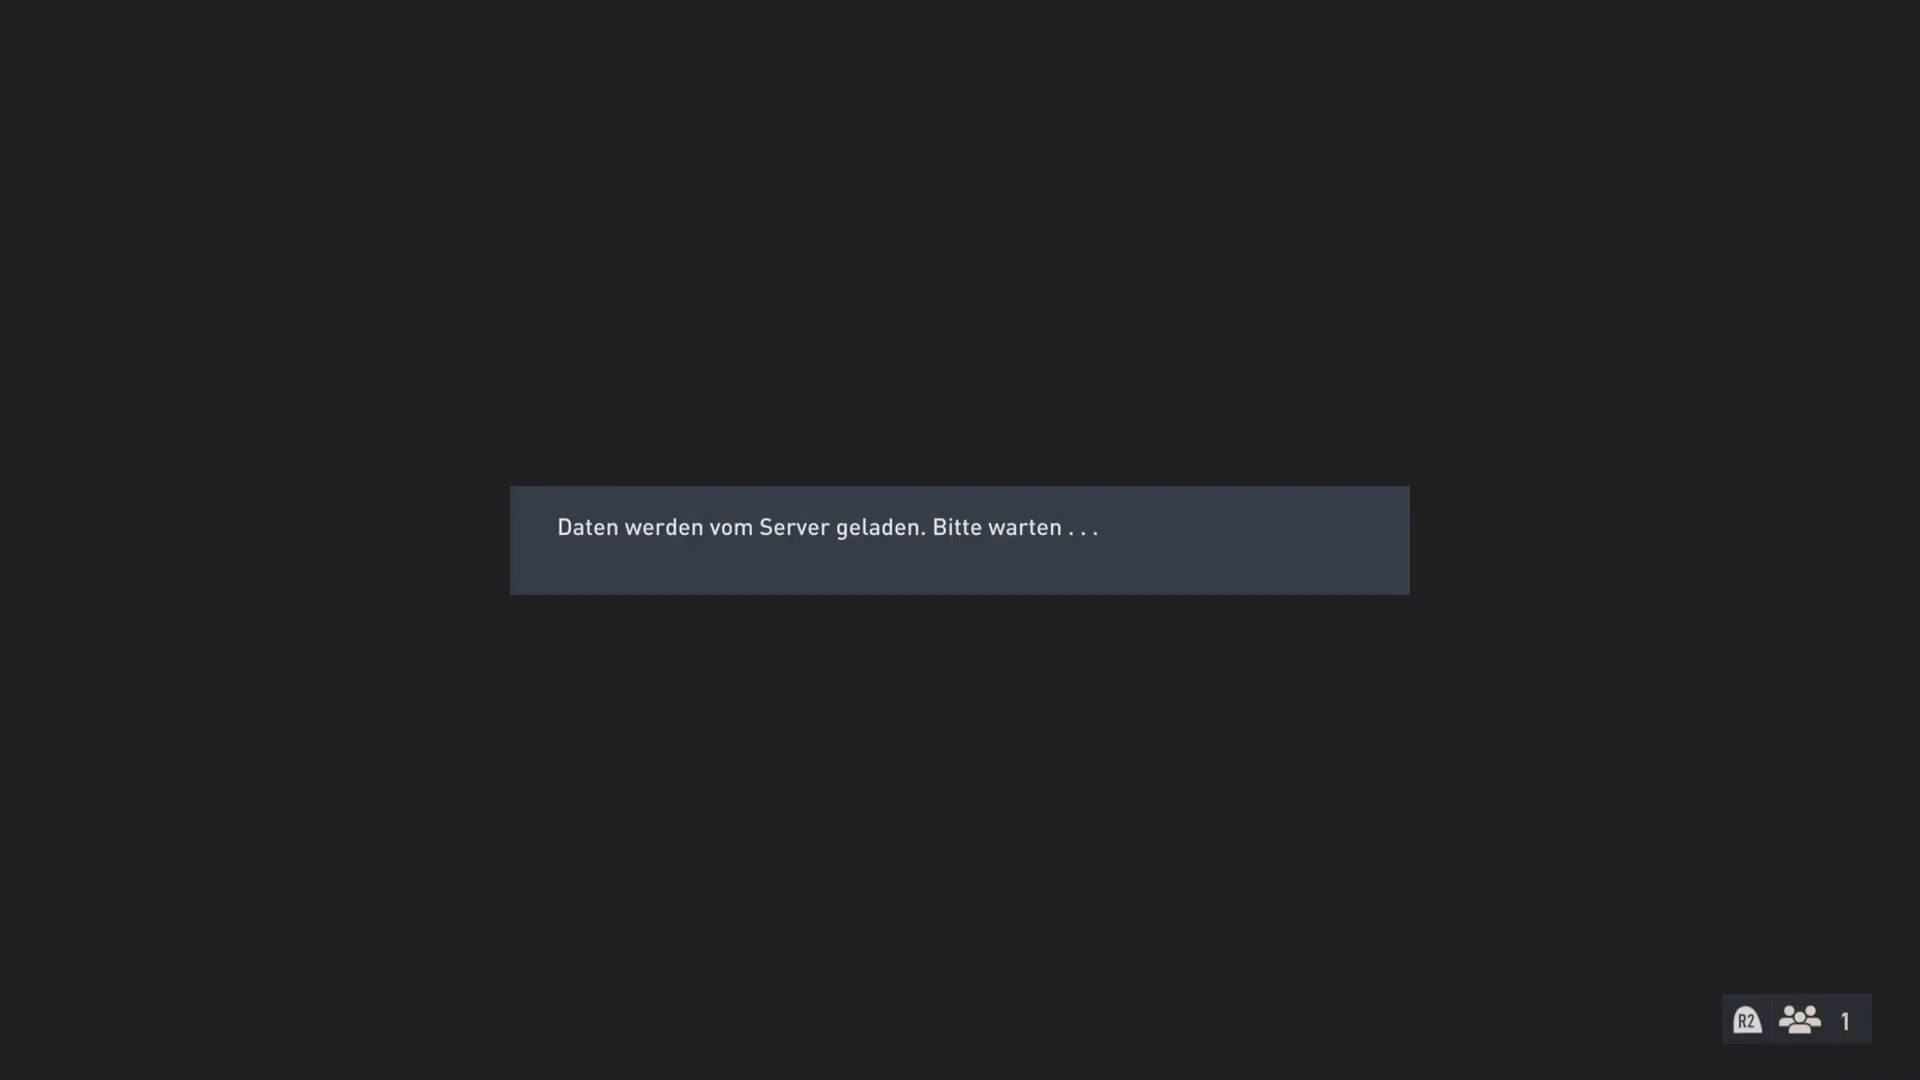 Daten werden vom Server geladen. Bitte warten . . .
R2 1